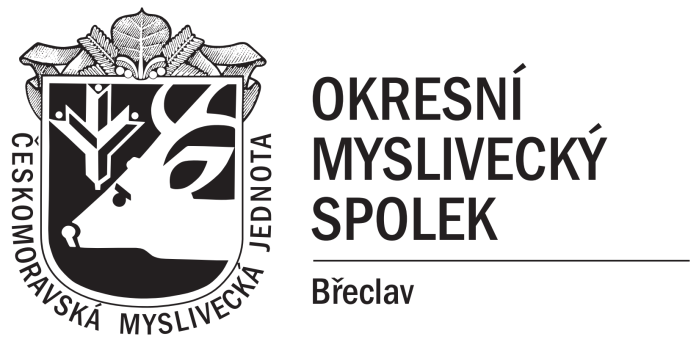 ČESKOMORAVSKÁ MYSLIVECKÁ JEDNOTA
OKRESNÍ
MYSLIVECKÝ
SPOLEK
Břeclav